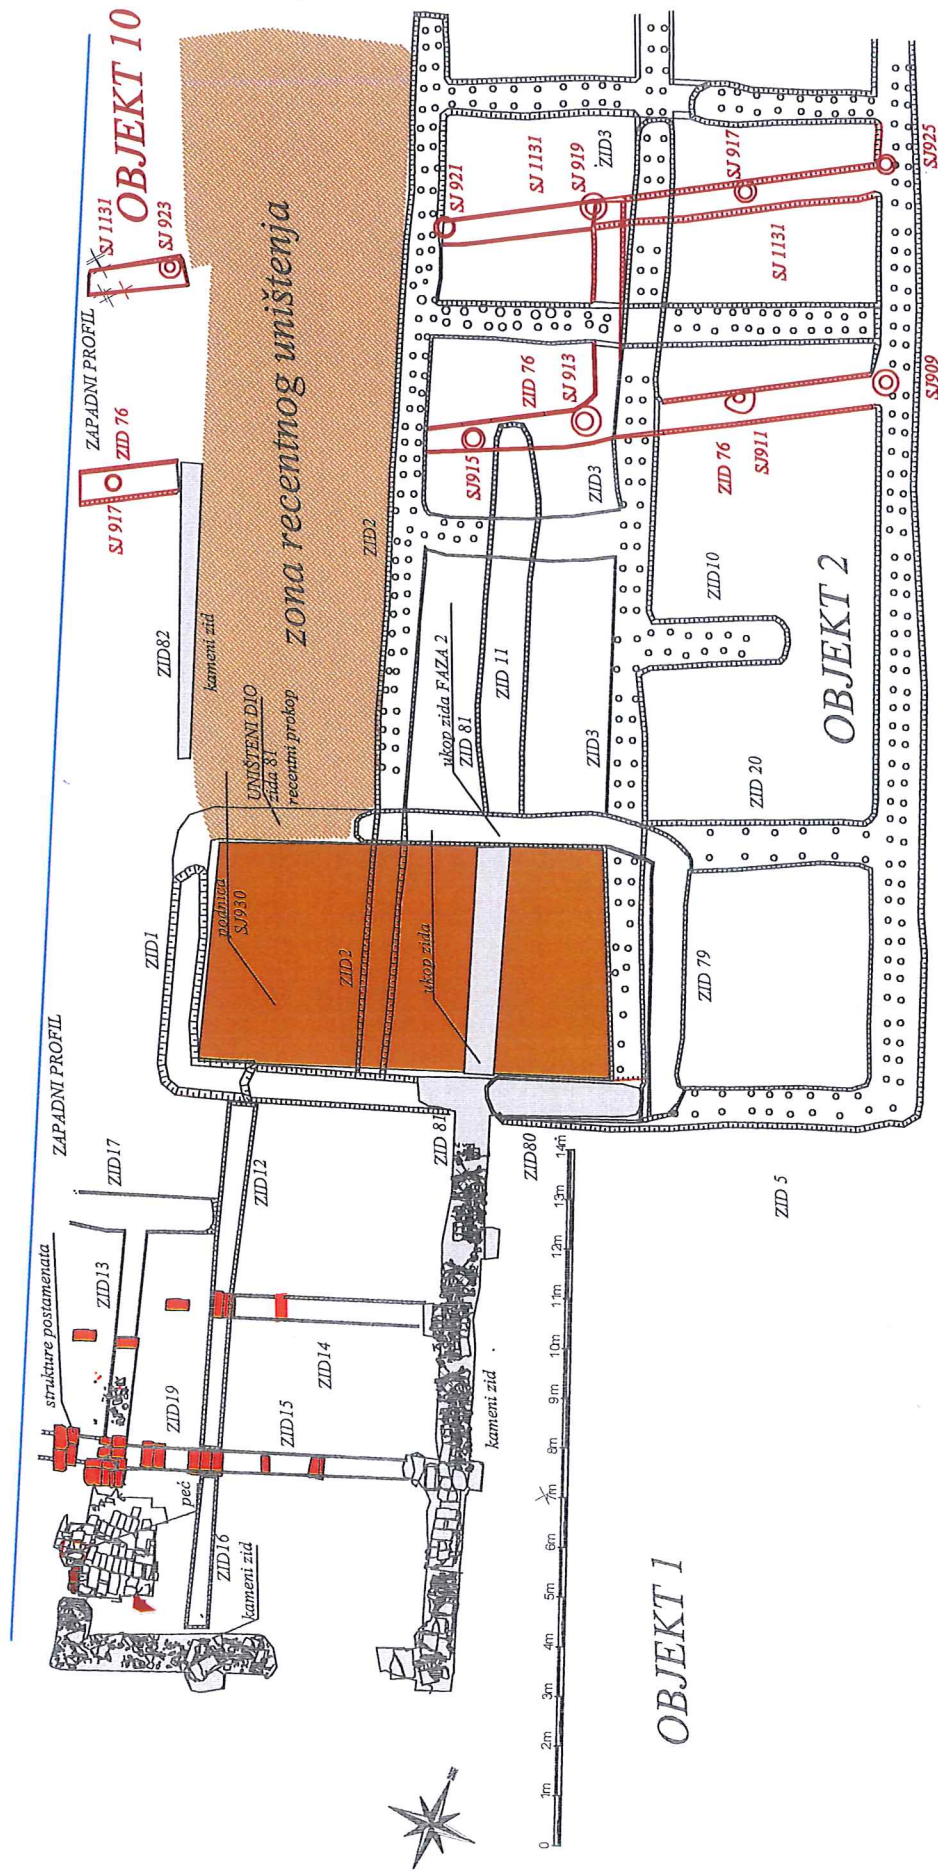 ZAPADNI PROFIL
strukture postamenata
ZID13
ZID17
ZID19
peć
ZID16
kameni zid
ZID15
ZID14
ZID12
ZID 81
kameni zid
ZID80
ZID 5
0 1m 2m 3m 4m 5m 6m 7m 8m 9m 10m 11m 12m 13m 14m
OBJEKT 1
ZID1
podnica
SJ930
ZID2
ukop zida
ZID 79
UNIŠTENI DIO
zida 81
recentni prokop
ZID82
kameni zid
zona recentnog uništenja
ZID2
ukop zida FAZA 2
ZID 81
ZID 11
ZID3
ZID 20
ZID10
OBJEKT 2
ZAPADNI PROFIL
SJ 917
ZID 76
SJ 1131
SJ 923
OBJEKT 10
SJ915
ZID 76
SJ 913
ZID3
ZID 76
SJ911
SJ909
SJ 921
SJ 1131
SJ 919
ZID3
SJ 917
SJ 1131
SJ925